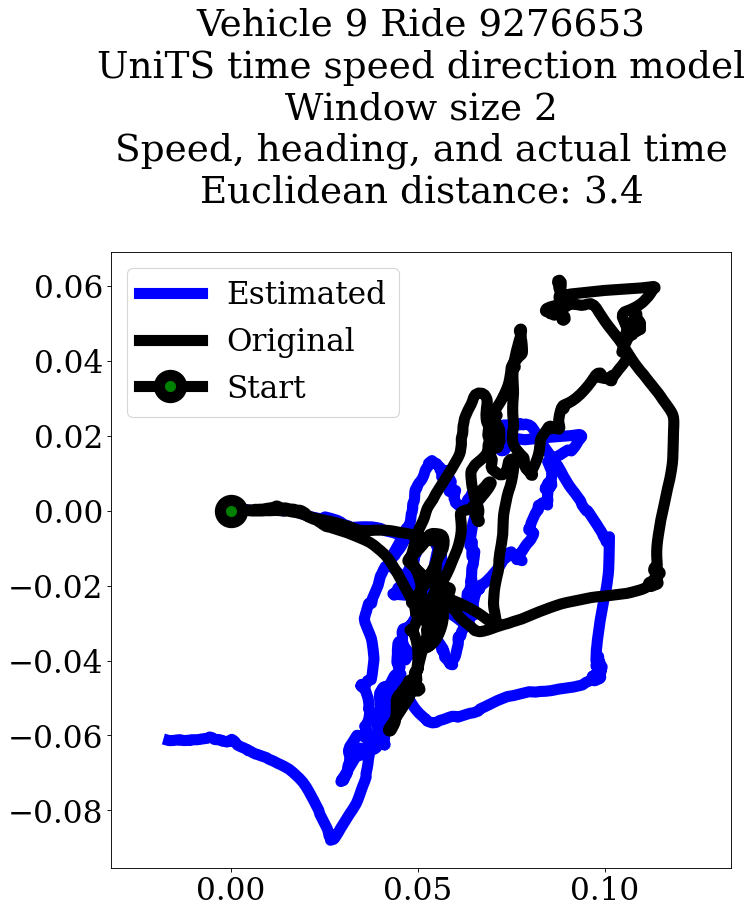 Vehicle 9 Ride 9276653
UniTS time speed direction model
Window size 2
Speed, heading, and actual time
Euclidean distance: 3.4
Estimated
Original
Start
0.06
0.04
0.02
0.00
−0.02
−0.04
−0.06
−0.08
0.00 0.05 0.10